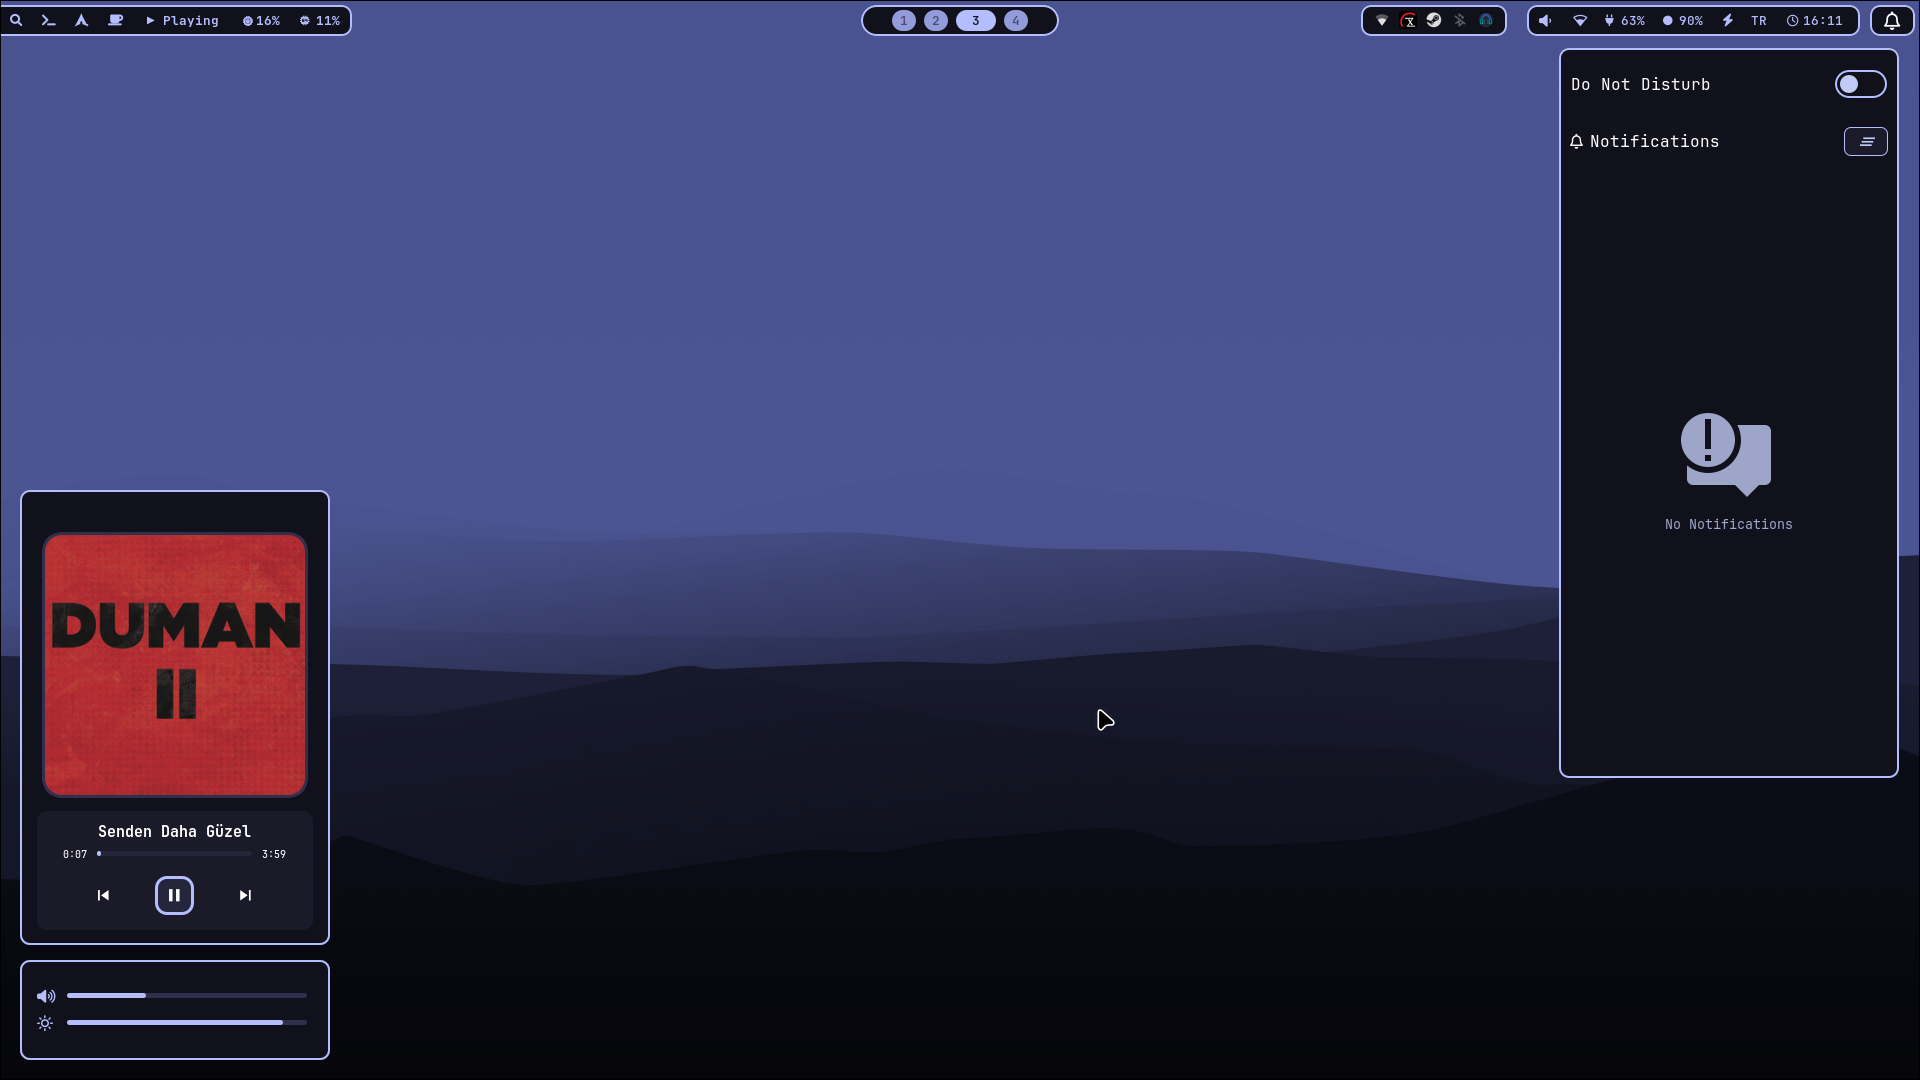 Playing 16% 11%
1 2 3 4
63% 90% TR 16:11
Do Not Disturb
Notifications
No Notifications
DUMAN
II
Senden Daha Güzel
0:07 3:59